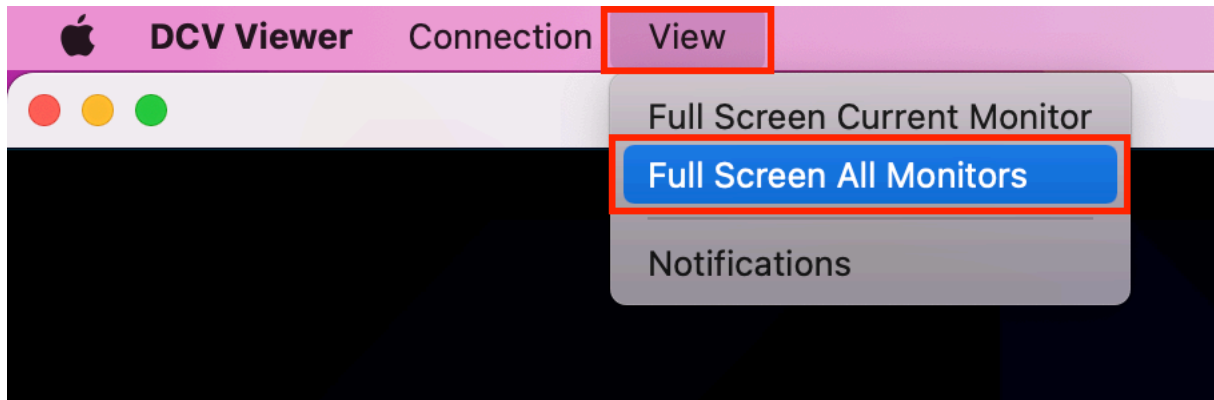 DCV Viewer Connection View
Full Screen Current Monitor
Full Screen All Monitors
Notifications